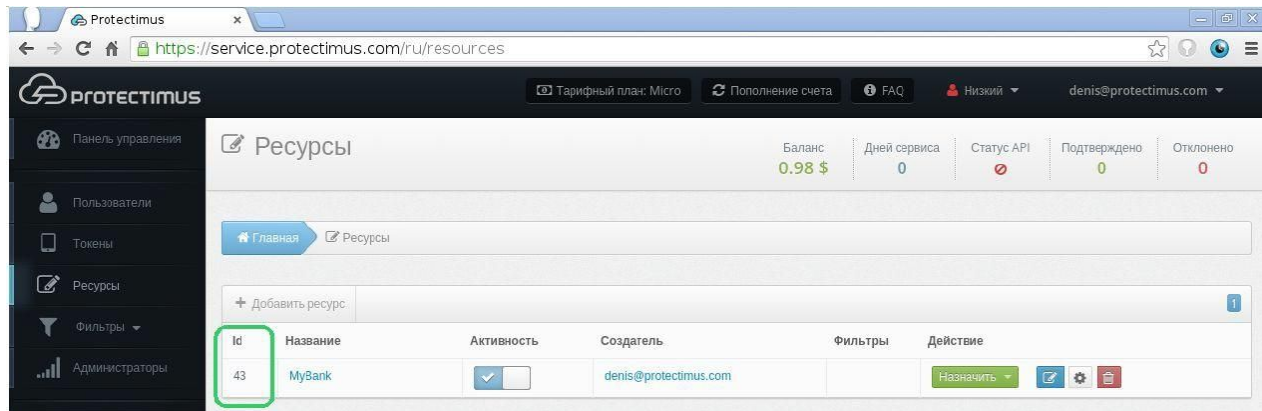 Protectimus
https://service.protectimus.com/ru/resources
PROTECTIMUS
Тарифный план: Micro
Пополнение счета
FAQ
Низкий
denis@protectimus.com
Панель управления
Ресурсы
Баланс
0.98 $
Дней сервиса
0
Статус API
Подтверждено
0
Отклонено
0
Пользователи
Токены
Ресурсы
Фильтры
Администраторы
Главная
Ресурсы
+ Добавить ресурс
1
Id Название Активность Создатель Фильтры Действие
43 MyBank denis@protectimus.com Назначить